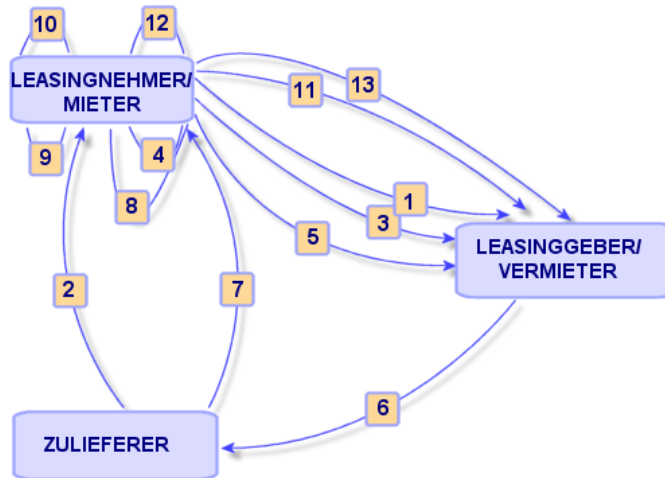 10
12
LEASINGNEHMER/
MIETER
11
13
9
4
8
1
3
5
LEASINGGEBER/
VERMIETER
2
7
6
ZULIEFERER